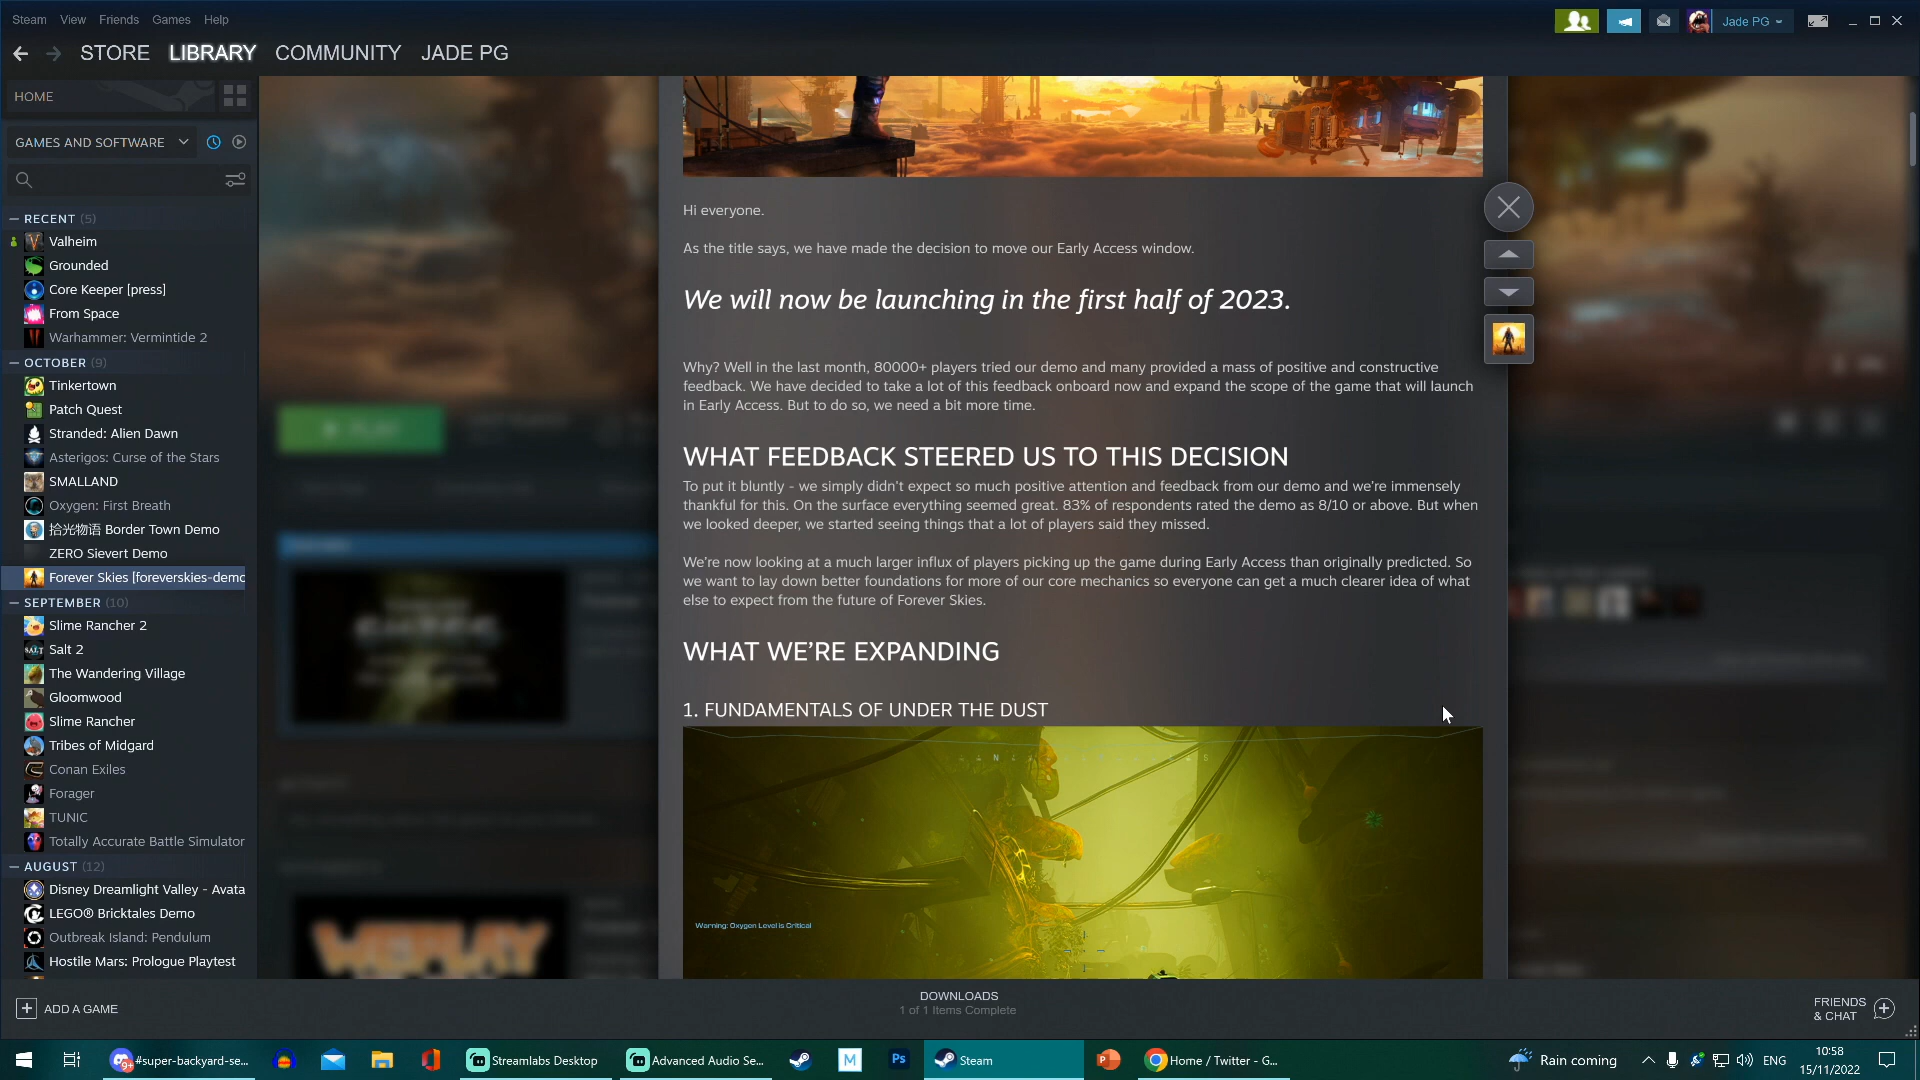 Steam View Friends Games Help
Jade PG
STORE LIBRARY COMMUNITY JADE PG
HOME
GAMES AND SOFTWARE
— RECENT (5)
Valheim
Grounded
Core Keeper [press]
From Space
Warhammer: Vermintide 2
— OCTOBER (9)
Tinkertown
Patch Quest
Stranded: Alien Dawn
Asterigos: Curse of the Stars
SMALLAND
Oxygen: First Breath
拾光物语 Border Town Demo
ZERO Sievert Demo
Forever Skies [foreverskies-demo
— SEPTEMBER (10)
Slime Rancher 2
Salt 2
The Wandering Village
Gloomwood
Slime Rancher
Tribes of Midgard
Conan Exiles
Forager
TUNIC
Totally Accurate Battle Simulator
— AUGUST (12)
Disney Dreamlight Valley - Avata
LEGO® Bricktales Demo
Outbreak Island: Pendulum
Hostile Mars: Prologue Playtest
Hi everyone.
As the title says, we have made the decision to move our Early Access window.
We will now be launching in the first half of 2023.
Why? Well in the last month, 80000+ players tried our demo and many provided a mass of positive and constructive
feedback. We have decided to take a lot of this feedback onboard now and expand the scope of the game that will launch
in Early Access. But to do so, we need a bit more time.
WHAT FEEDBACK STEERED US TO THIS DECISION
To put it bluntly - we simply didn't expect so much positive attention and feedback from our demo and we're immensely
thankful for this. On the surface everything seemed great. 83% of respondents rated the demo as 8/10 or above. But when
we looked deeper, we started seeing things that a lot of players said they missed.
We're now looking at a much larger influx of players picking up the game during Early Access than originally predicted. So
we want to lay down better foundations for more of our core mechanics so everyone can get a much clearer idea of what
else to expect from the future of Forever Skies.
WHAT WE'RE EXPANDING
1. FUNDAMENTALS OF UNDER THE DUST
Warning: Oxygen Level is Critical
PLAY
+ ADD A GAME
DOWNLOADS
1 of 1 Items Complete
FRIENDS
& CHAT
#super-backyard-se...
Streamlabs Desktop
Advanced Audio Se...
M
Ps
Steam
Home / Twitter - G...
Rain coming
ENG
10:58
15/11/2022